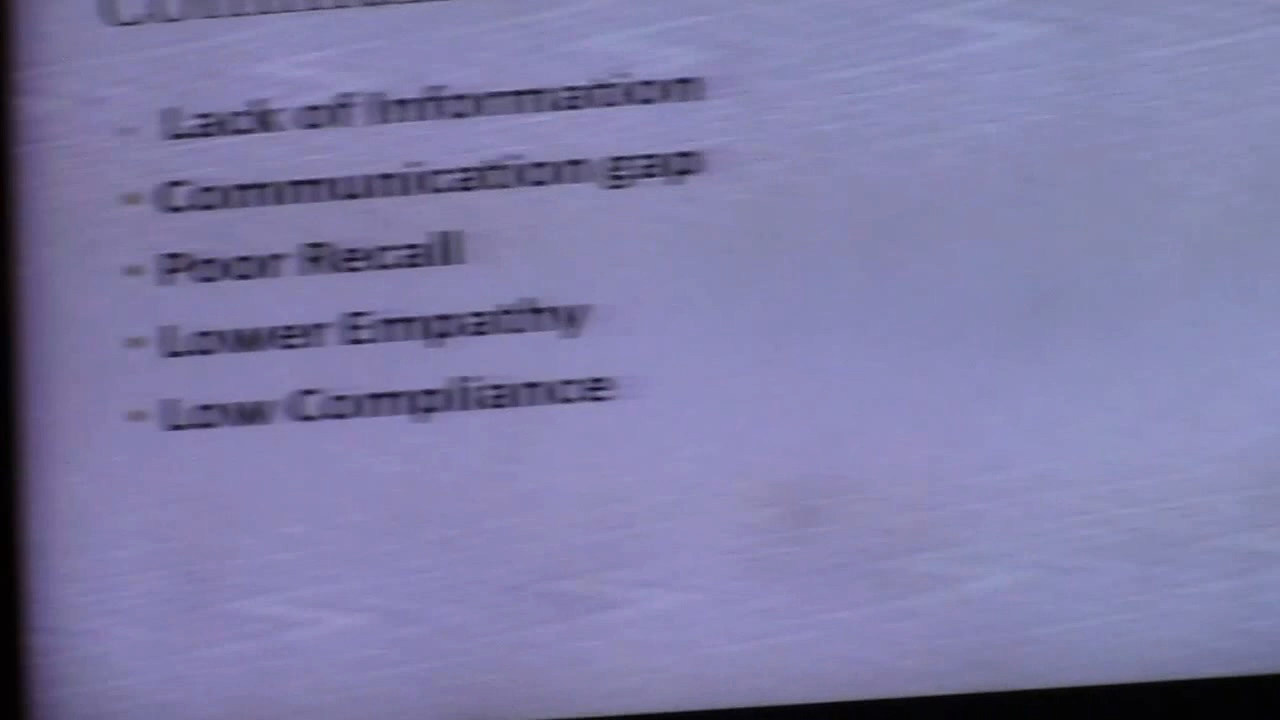 - Lack of Information
- Communication gap
- Poor Recall
- Lower Empathy
- Low Compliance